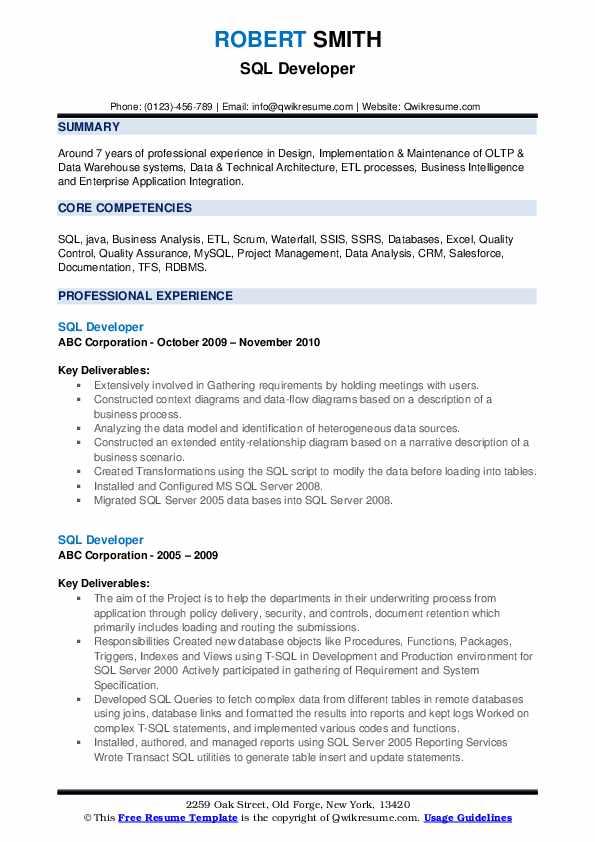 ROBERT SMITH
SQL Developer
Phone: (0123)-456-789 | Email: info@qwikresume.com | Website: Qwikresume.com
SUMMARY
Around 7 years of professional experience in Design, Implementation & Maintenance of OLTP &
Data Warehouse systems, Data & Technical Architecture, ETL processes, Business Intelligence
and Enterprise Application Integration.
CORE COMPETENCIES
SQL, java, Business Analysis, ETL, Scrum, Waterfall, SSIS, SSRS, Databases, Excel, Quality
Control, Quality Assurance, MySQL, Project Management, Data Analysis, CRM, Salesforce,
Documentation, TFS, RDBMS.
PROFESSIONAL EXPERIENCE
SQL Developer
ABC Corporation - October 2009 – November 2010
Key Deliverables:
▪ Extensively involved in Gathering requirements by holding meetings with users.
▪ Constructed context diagrams and data-flow diagrams based on a description of a
business process.
▪ Analyzing the data model and identification of heterogeneous data sources.
▪ Constructed an extended entity-relationship diagram based on a narrative description of a
business scenario.
▪ Created Transformations using the SQL script to modify the data before loading into tables.
▪ Installed and Configured MS SQL Server 2008.
▪ Migrated SQL Server 2005 data bases into SQL Server 2008.
SQL Developer
ABC Corporation - 2005 – 2009
Key Deliverables:
▪ The aim of the Project is to help the departments in their underwriting process from
application through policy delivery, security, and controls, document retention which
primarily includes loading and routing the submissions.
▪ Responsibilities Created new database objects like Procedures, Functions, Packages,
Triggers, Indexes and Views using T-SQL in Development and Production environment for
SQL Server 2000 Actively participated in gathering of Requirement and System
Specification.
▪ Developed SQL Queries to fetch complex data from different tables in remote databases
using joins, database links and formatted the results into reports and kept logs Worked on
complex T-SQL statements, and implemented various codes and functions.
▪ Installed, authored, and managed reports using SQL Server 2005 Reporting Services
Wrote Transact SQL utilities to generate table insert and update statements.
2259 Oak Street, Old Forge, New York, 13420
© This Free Resume Template is the copyright of Qwikresume.com. Usage Guidelines